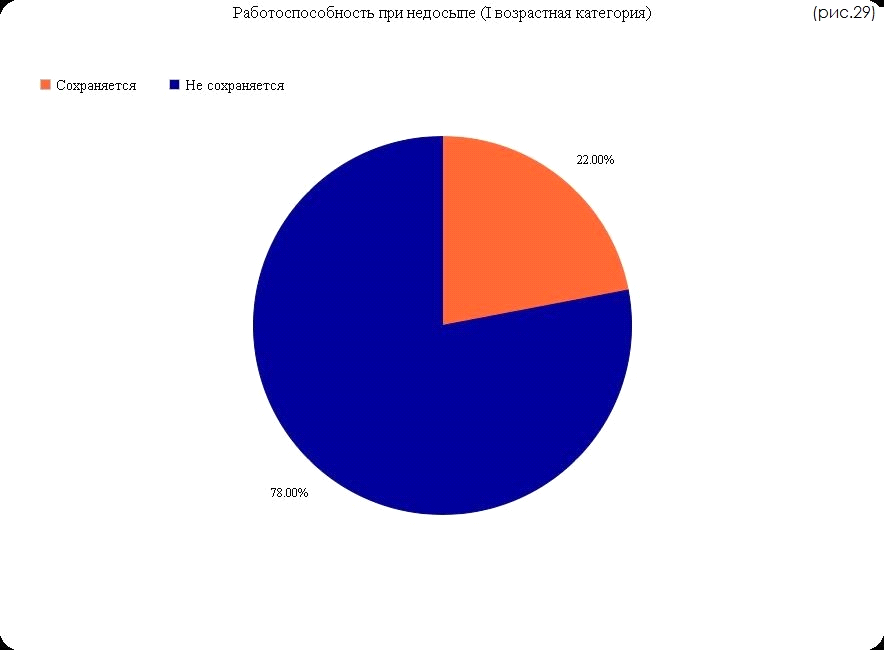 Работоспособность при недосыпе (I возрастная категория)
(рис.29)
Сохраняется
Не сохраняется
22.00%
78.00%